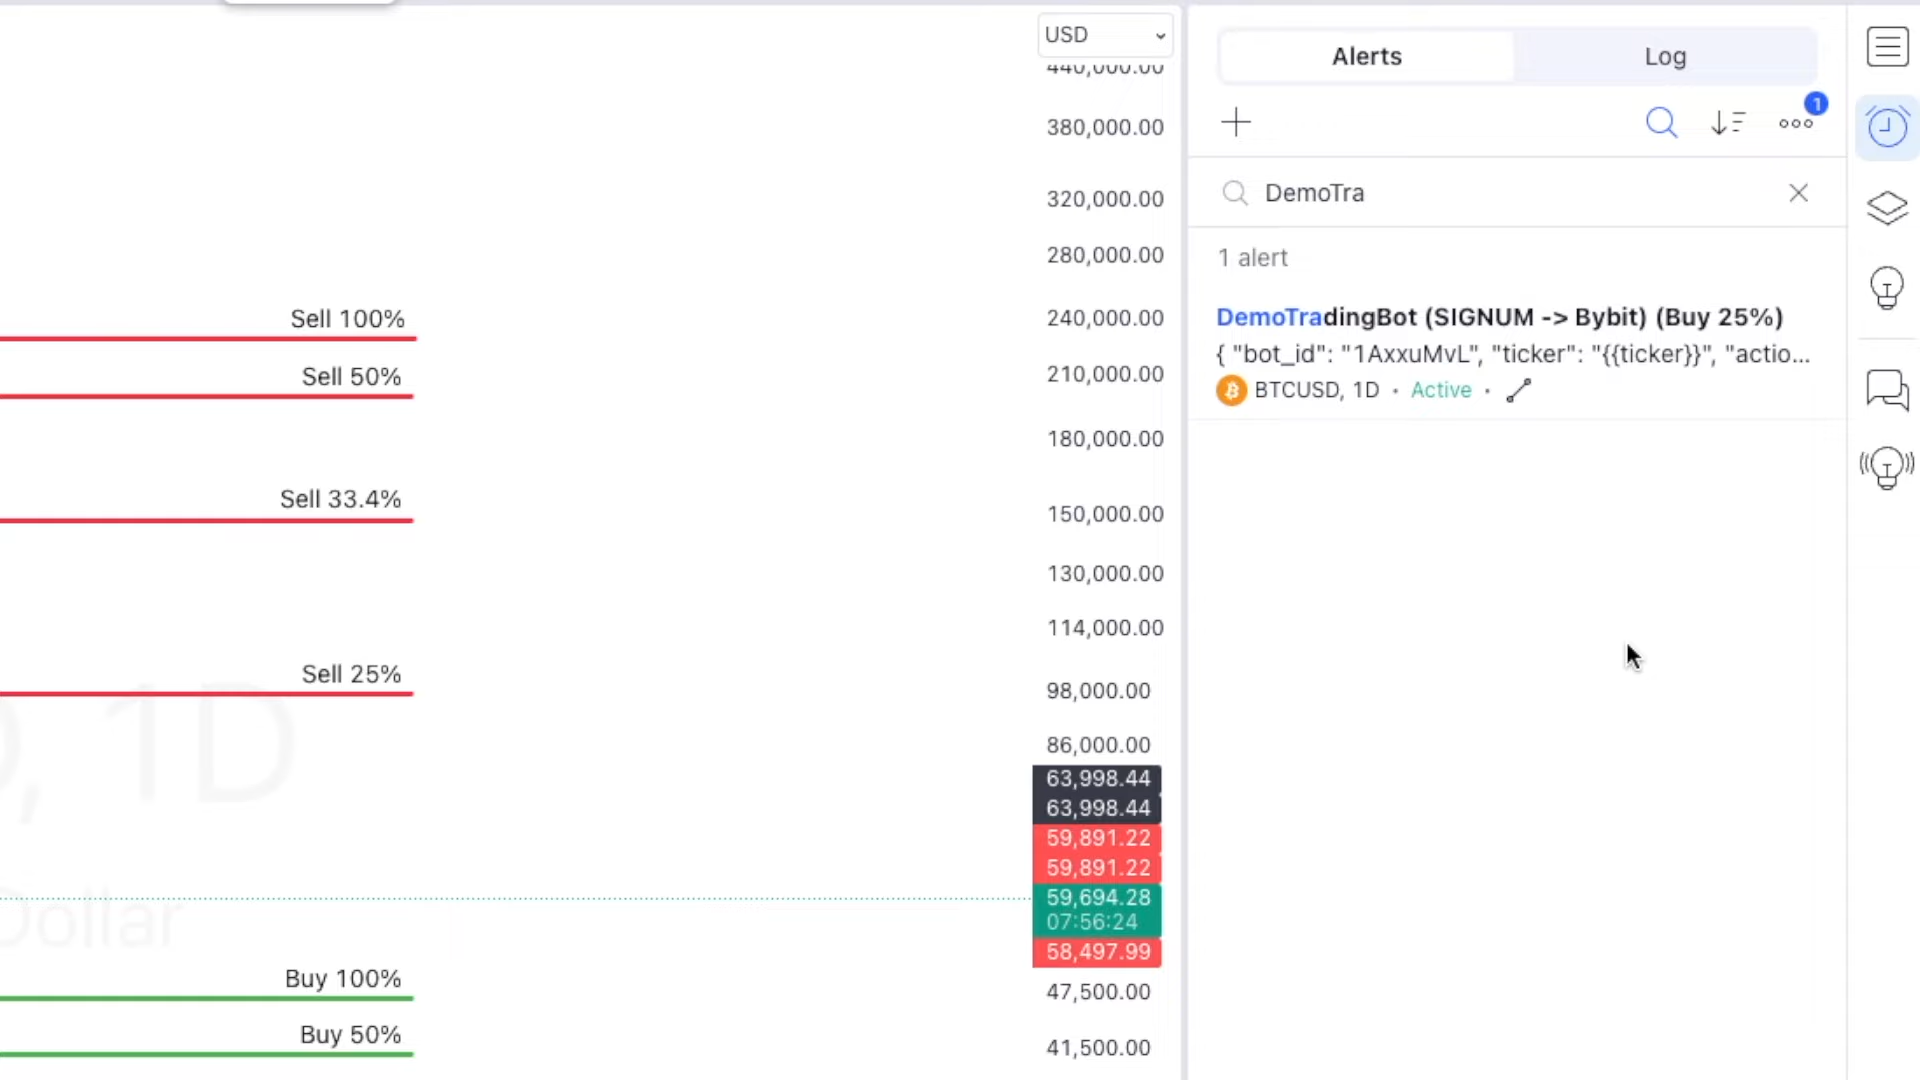 USD
440,000.00
380,000.00
320,000.00
280,000.00
240,000.00
210,000.00
180,000.00
150,000.00
130,000.00
114,000.00
98,000.00
86,000.00
63,998.44
63,998.44
59,891.22
59,891.22
59,694.28
07:56:24
58,497.99
47,500.00
41,500.00
Sell 100%
Sell 50%
Sell 33.4%
Sell 25%
, 1D
Dollar
Buy 100%
Buy 50%
Alerts
Log
1
DemoTra
1 alert
DemoTradingBot (SIGNUM -> Bybit) (Buy 25%)
{ "bot_id": "1AxxuMvL", "ticker": "{{ticker}}", "actio...
BTCUSD, 1D • Active •